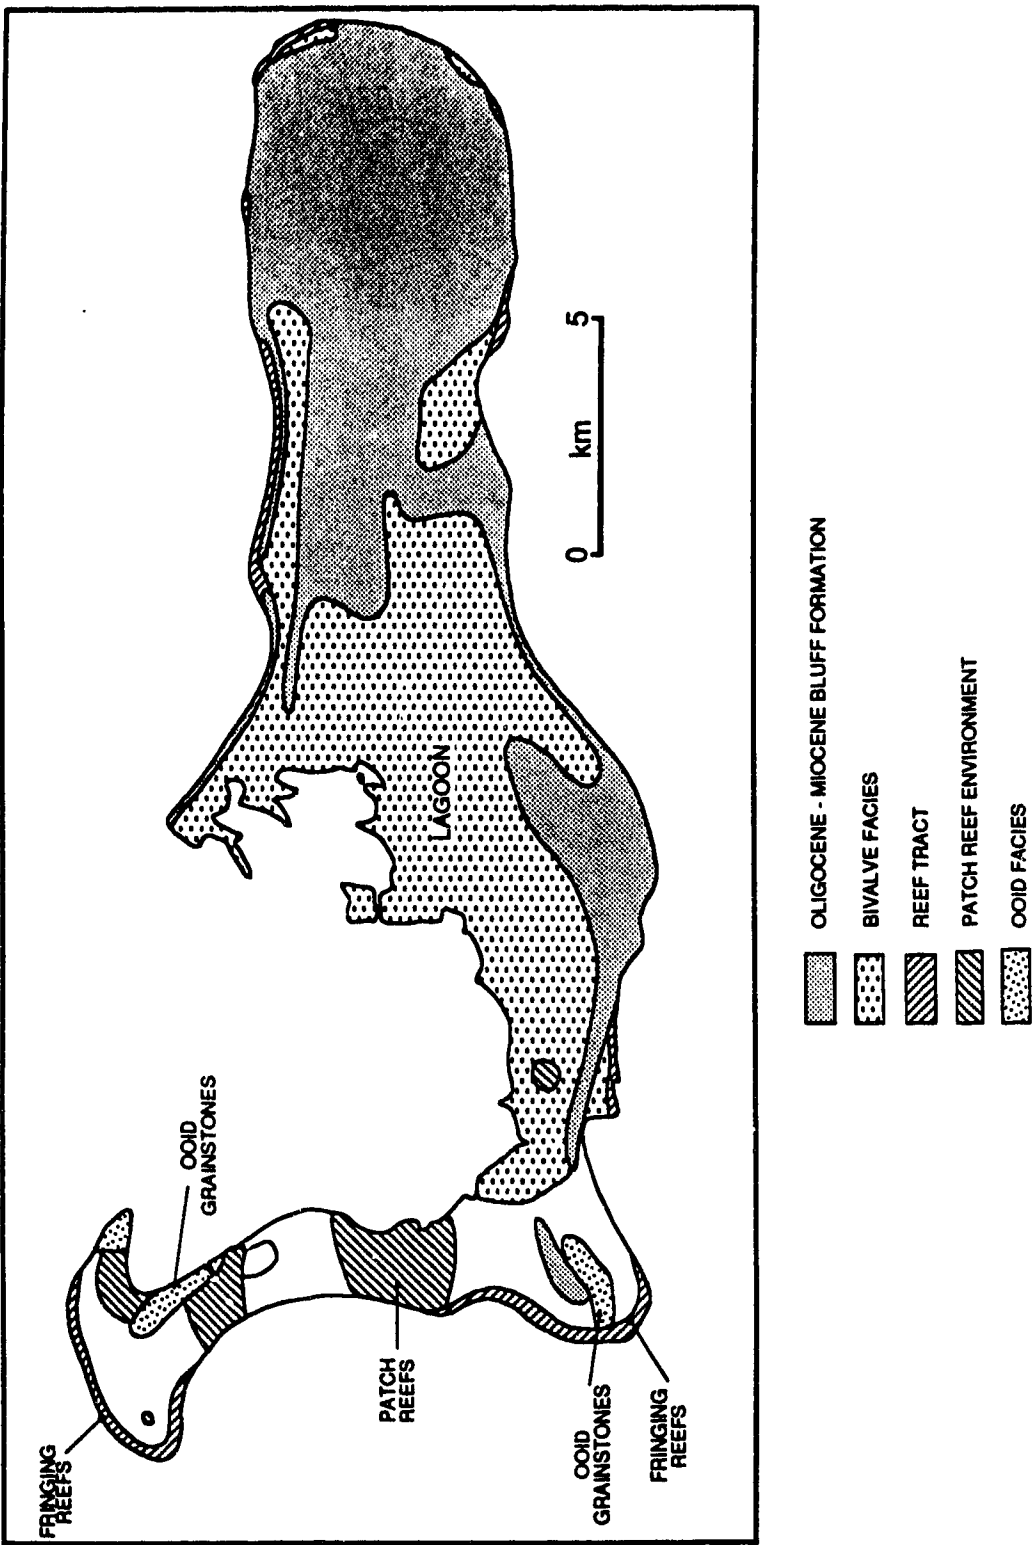 FRINGING
REEFS
OOID
GRAINSTONES
PATCH
REEFS
OOID
GRAINSTONES
FRINGING
REEFS
LAGOON
0 km 5
OLIGOCENE - MIOCENE BLUFF FORMATION
BIVALVE FACIES
REEF TRACT
PATCH REEF ENVIRONMENT
OOID FACIES